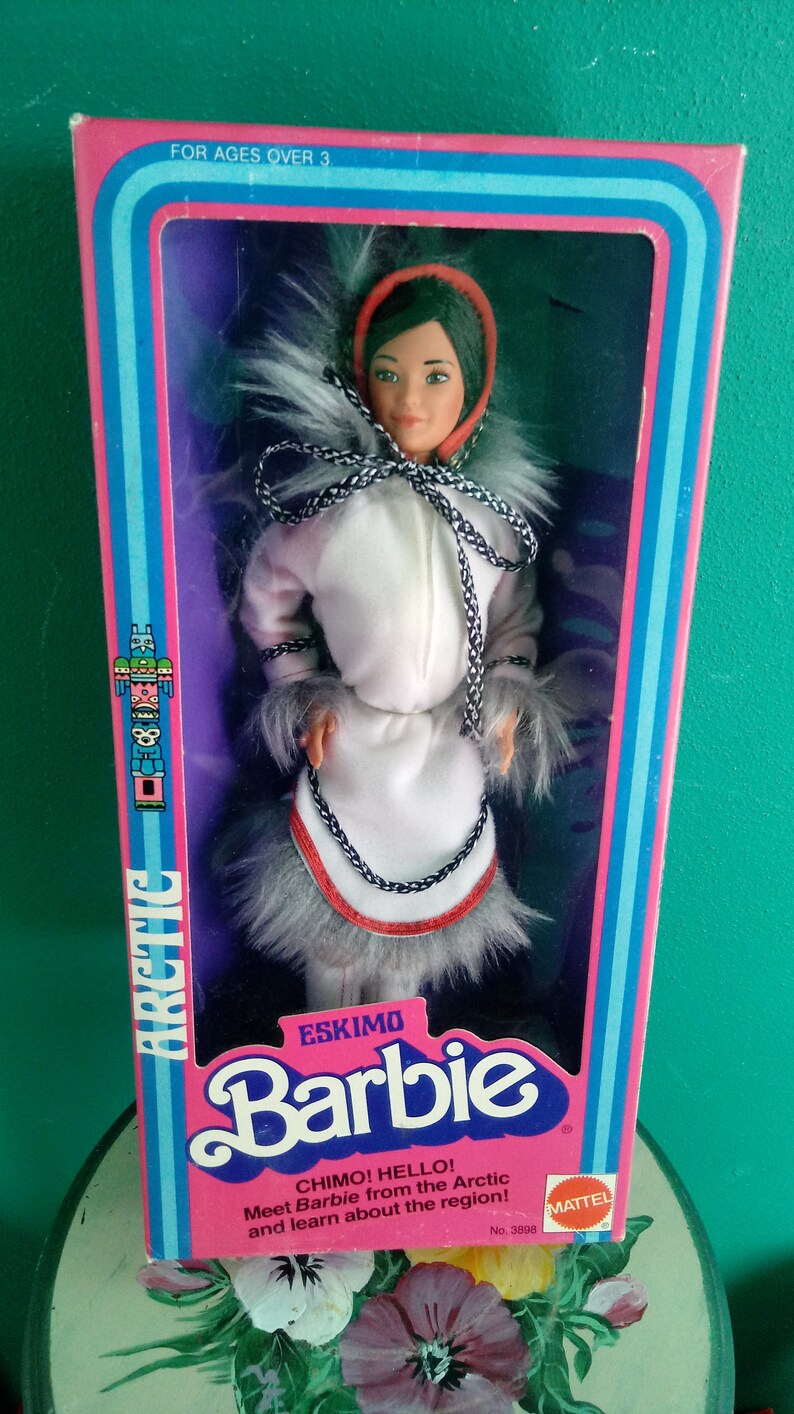 FOR AGES OVER 3
ARCTIC
ESKIMO
Barbie®
CHIMO! HELLO!
Meet Barbie from the Arctic
and learn about the region!
No. 3898
MATTEL®